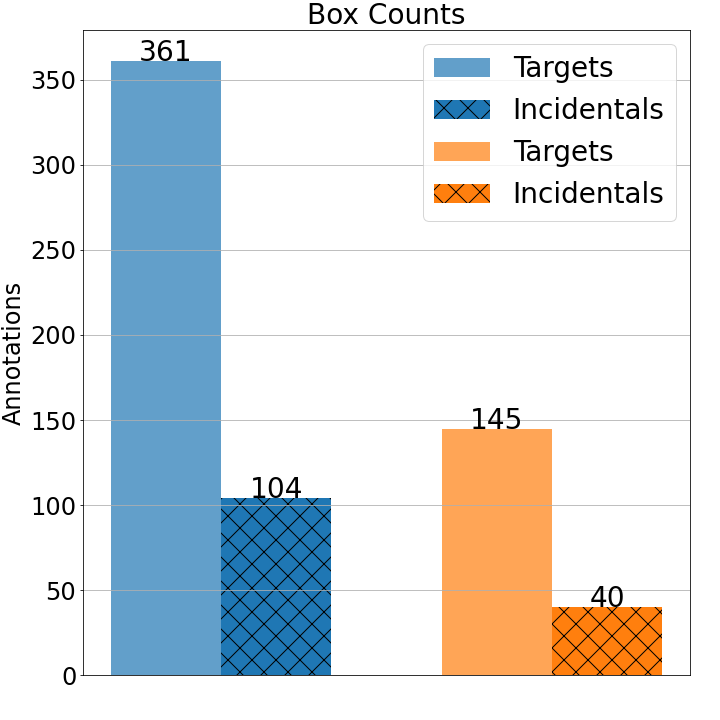 Box Counts
Annotations
350
300
250
200
150
100
50
0
361
104
145
40
Targets
Incidentals
Targets
Incidentals